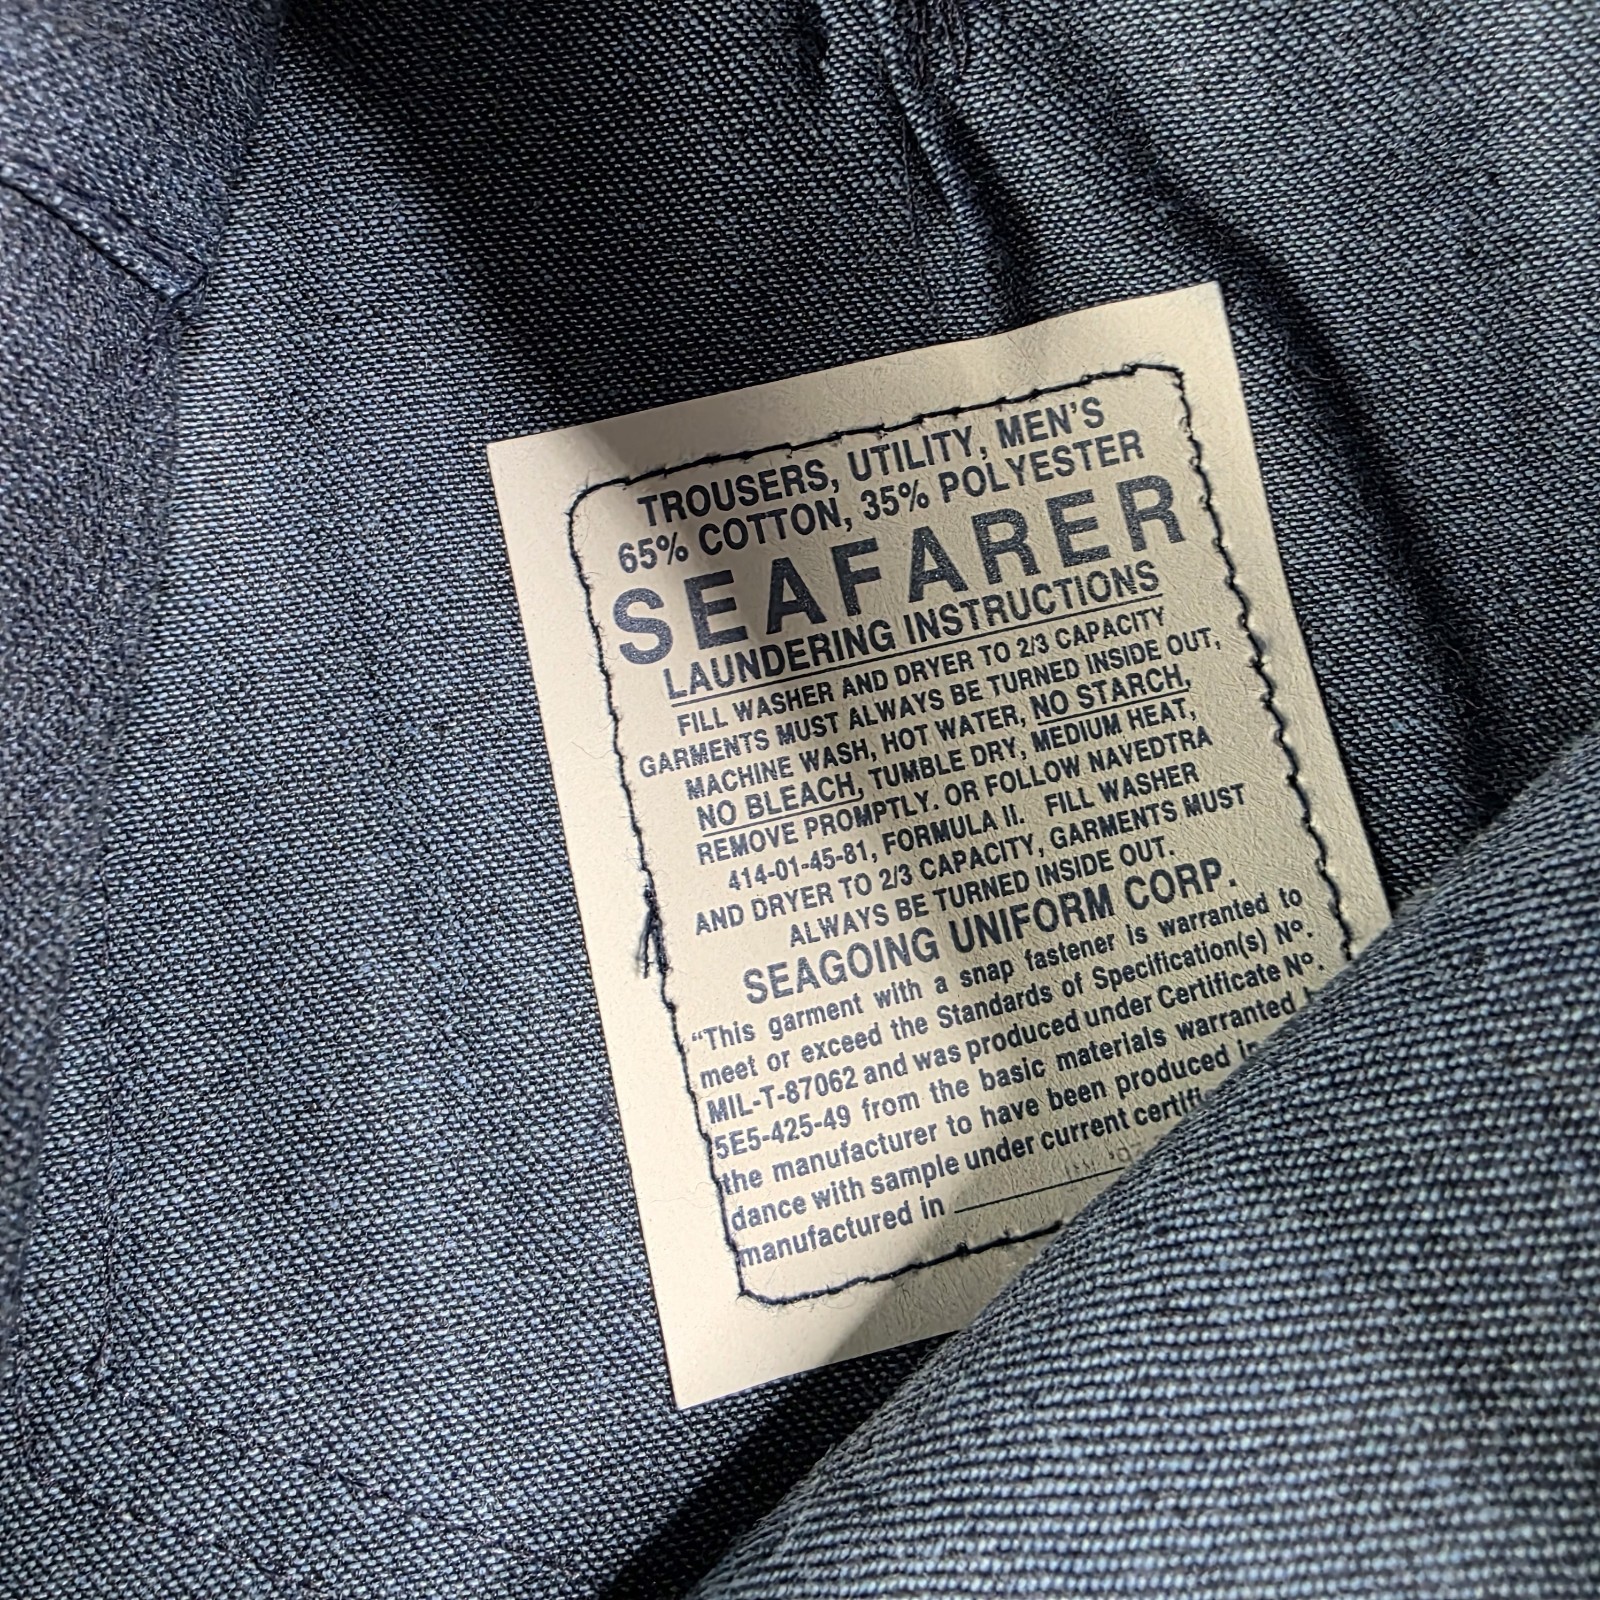 TROUSERS, UTILITY, MEN'S
65% COTTON, 35% POLYESTER
SEAFARER
LAUNDERING INSTRUCTIONS
FILL WASHER AND DRYER TO 2/3 CAPACITY
GARMENTS MUST ALWAYS BE TURNED INSIDE OUT,
MACHINE WASH, HOT WATER, NO STARCH,
NO BLEACH, TUMBLE DRY, MEDIUM HEAT,
REMOVE PROMPTLY. OR FOLLOW NAVEDTRA
414-01-45-81, FORMULA II. FILL WASHER
AND DRYER TO 2/3 CAPACITY, GARMENTS MUST
ALWAYS BE TURNED INSIDE OUT.
SEAGOING UNIFORM CORP.
"This garment with a snap fastener is warranted to
meet or exceed the Standards of Specification(s) Nº.
MIL-T-87062 and was produced under Certificate Nº.
5E5-425-49 from the basic materials warranted
the manufacturer to have been produced
dance with sample under current
manufactured in